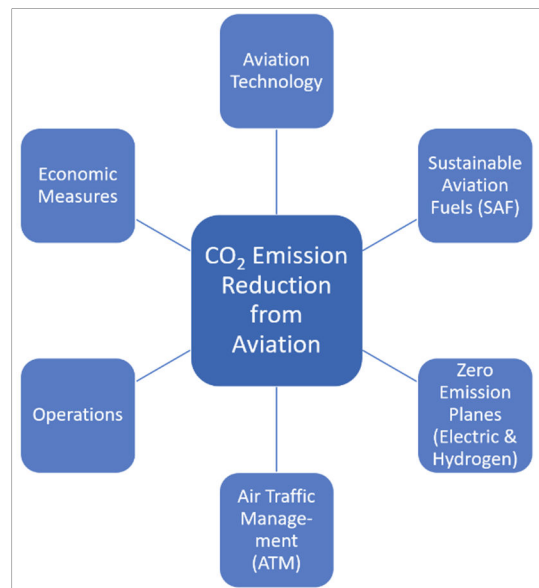 Aviation
Technology
Economic
Measures
Sustainable
Aviation
Fuels (SAF)
CO₂ Emission
Reduction
from
Aviation
Operations
Zero
Emission
Planes
(Electric &
Hydrogen)
Air Traffic
Manage-
ment
(ATM)